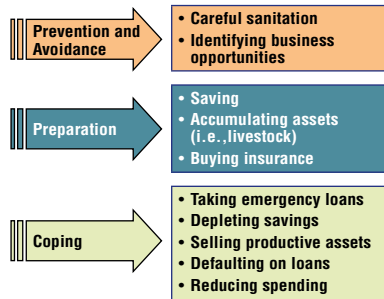 Prevention and
Avoidance
• Careful sanitation
• Identifying business
opportunities
Preparation
• Saving
• Accumulating assets
(i.e.,livestock)
• Buying insurance
Coping
• Taking emergency loans
• Depleting savings
• Selling productive assets
• Defaulting on loans
• Reducing spending